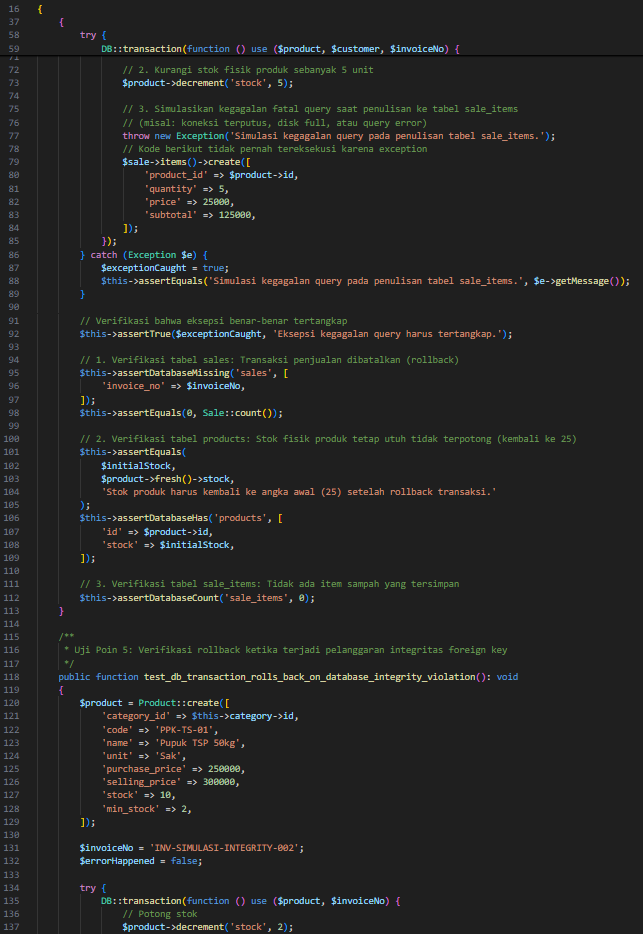 16 {
37 {
58 try {
59 DB::transaction(function () use ($product, $customer, $invoiceNo) {
71
72 // 2. Kurangi stok fisik produk sebanyak 5 unit
73 $product->decrement('stock', 5);
74
75 // 3. Simulasikan kegagalan fatal query saat penulisan ke tabel sale_items
76 // (misal: koneksi terputus, disk full, atau query error)
77 throw new Exception('Simulasi kegagalan query pada penulisan tabel sale_items.');
78 // Kode berikut tidak pernah tereksekusi karena exception
79 $sale->items()->create([
80 'product_id' => $product->id,
81 'quantity' => 5,
82 'price' => 25000,
83 'subtotal' => 125000,
84 ]);
85 });
86 } catch (Exception $e) {
87 $exceptionCaught = true;
88 $this->assertEquals('Simulasi kegagalan query pada penulisan tabel sale_items.', $e->getMessage());
89 }
90
91 // Verifikasi bahwa eksepsi benar-benar tertangkap
92 $this->assertTrue($exceptionCaught, 'Eksepsi kegagalan query harus tertangkap.');
93
94 // 1. Verifikasi tabel sales: Transaksi penjualan dibatalkan (rollback)
95 $this->assertDatabaseMissing('sales', [
96 'invoice_no' => $invoiceNo,
97 ]);
98 $this->assertEquals(0, Sale::count());
99
100 // 2. Verifikasi tabel products: Stok fisik produk tetap utuh tidak terpotong (kembali ke 25)
101 $this->assertEquals(
102 $initialStock,
103 $product->fresh()->stock,
104 'Stok produk harus kembali ke angka awal (25) setelah rollback transaksi.'
105 );
106 $this->assertDatabaseHas('products', [
107 'id' => $product->id,
108 'stock' => $initialStock,
109 ]);
110
111 // 3. Verifikasi tabel sale_items: Tidak ada item sampah yang tersimpan
112 $this->assertDatabaseCount('sale_items', 0);
113 }
114
115 /**
116 * Uji Poin 5: Verifikasi rollback ketika terjadi pelanggaran integritas foreign key
117 */
118 public function test_db_transaction_rolls_back_on_database_integrity_violation(): void
119 {
120 $product = Product::create([
121 'category_id' => $this->category->id,
122 'code' => 'PPK-TS-01',
123 'name' => 'Pupuk TSP 50kg',
124 'unit' => 'Sak',
125 'purchase_price' => 250000,
126 'selling_price' => 300000,
127 'stock' => 10,
128 'min_stock' => 2,
129 ]);
130
131 $invoiceNo = 'INV-SIMULASI-INTEGRITY-002';
132 $errorHappened = false;
133
134 try {
135 DB::transaction(function () use ($product, $invoiceNo) {
136 // Potong stok
137 $product->decrement('stock', 2);